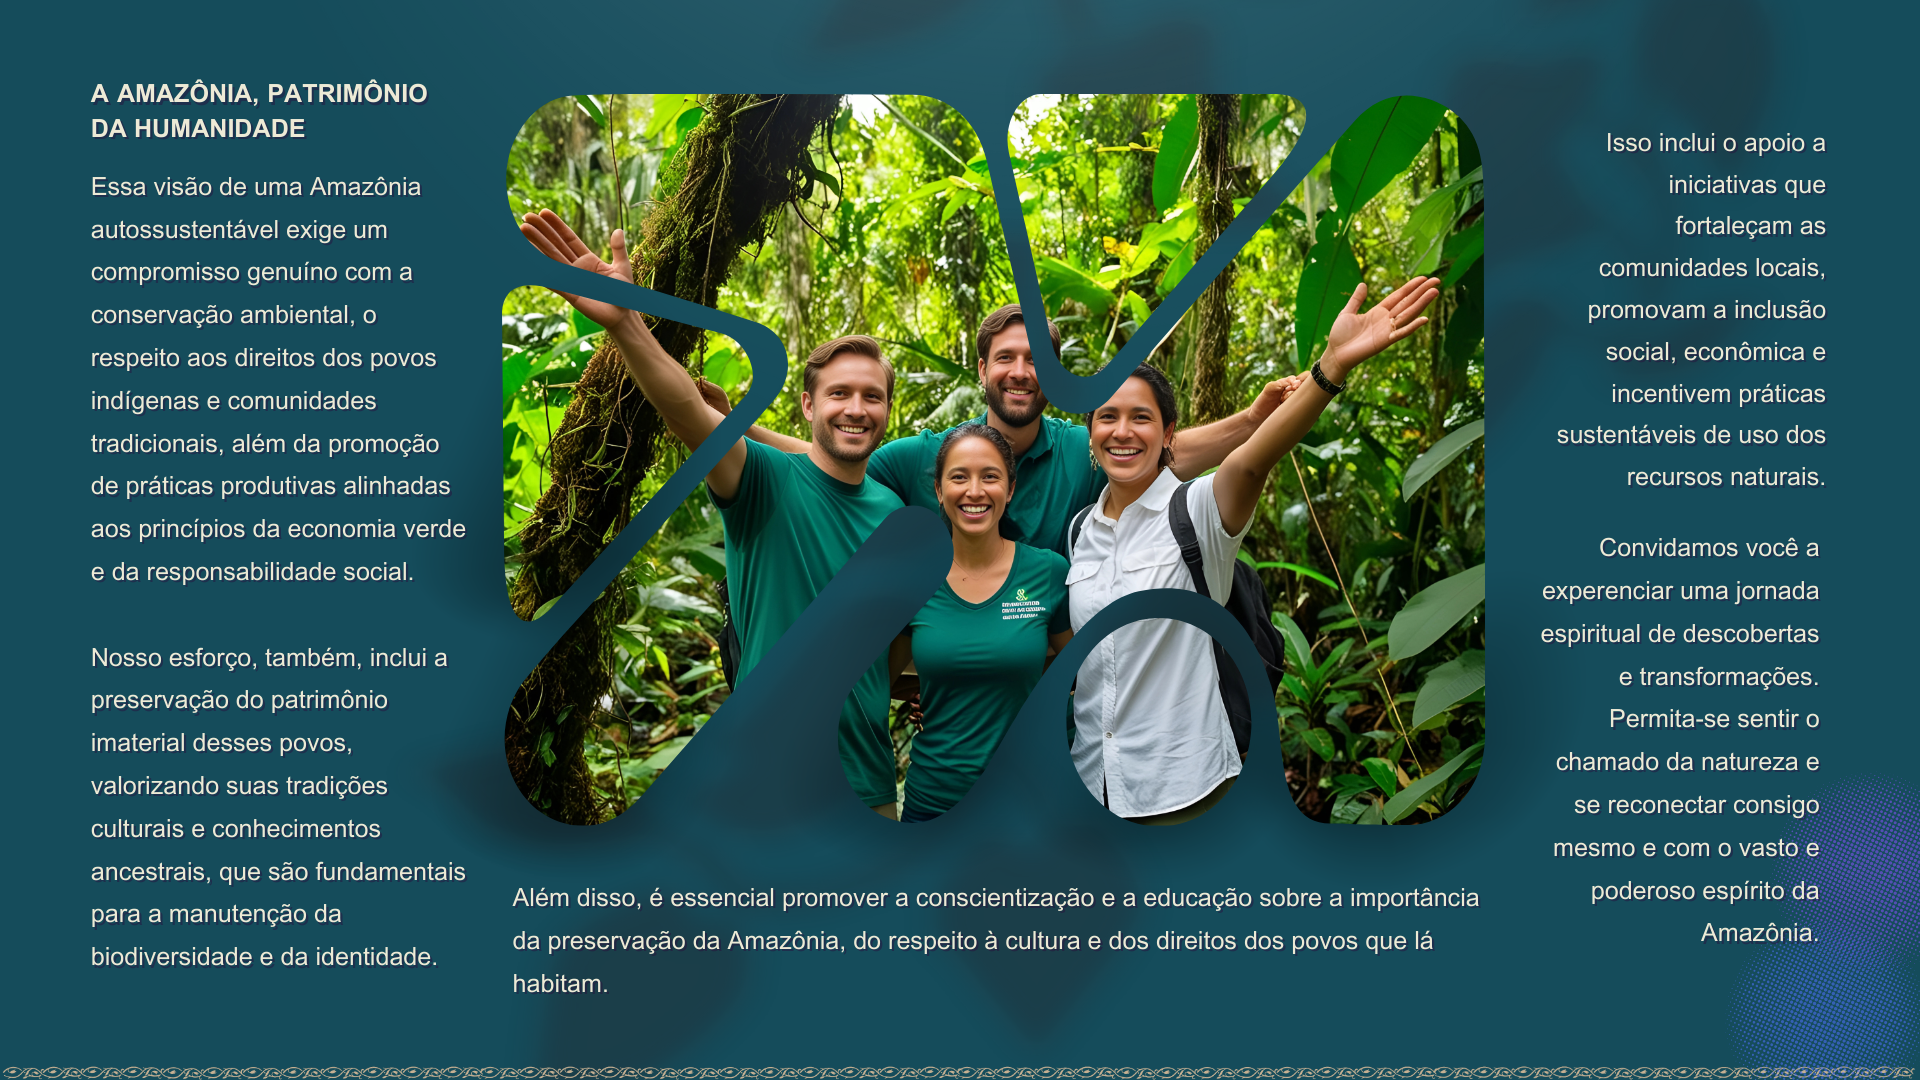 A AMAZÔNIA, PATRIMÔNIO
DA HUMANIDADE
Essa visão de uma Amazônia
autossustentável exige um
compromisso genuíno com a
conservação ambiental, o
respeito aos direitos dos povos
indígenas e comunidades
tradicionais, além da promoção
de práticas produtivas alinhadas
aos princípios da economia verde
e da responsabilidade social.
Nosso esforço, também, inclui a
preservação do patrimônio
imaterial desses povos,
valorizando suas tradições
culturais e conhecimentos
ancestrais, que são fundamentais
para a manutenção da
biodiversidade e da identidade.
Além disso, é essencial promover a conscientização e a educação sobre a importância
da preservação da Amazônia, do respeito à cultura e dos direitos dos povos que lá
habitam.
Isso inclui o apoio a
iniciativas que
fortaleçam as
comunidades locais,
promovam a inclusão
social, econômica e
incentivem práticas
sustentáveis de uso dos
recursos naturais.
Convidamos você a
experenciar uma jornada
espiritual de descobertas
e transformações.
Permita-se sentir o
chamado da natureza e
se reconectar consigo
mesmo e com o vasto e
poderoso espírito da
Amazônia.